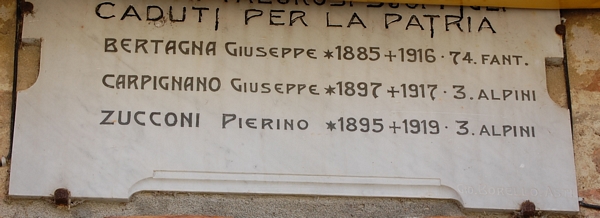 CADUTI PER LA PATRIA
BERTAGNA GIUSEPPE *1885+1916·74. FANT.
CARPIGNANO GIUSEPPE *1897+1917·3. ALPINI
ZUCCONI PIERINO *1895+1919·3. ALPINI